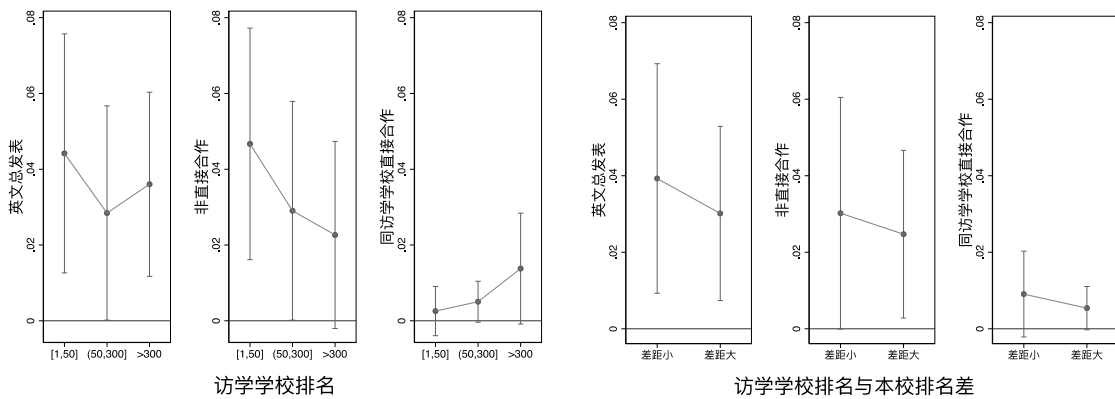 英文总发表
.08
.06
.04
.02
0
[1,50] (50,300] >300
非直接合作
.08
.06
.04
.02
0
[1,50] (50,300] >300
同访学学校直接合作
.08
.06
.04
.02
0
[1,50] (50,300] >300
访学学校排名
英文总发表
.08
.06
.04
.02
0
差距小 差距大
非直接合作
.08
.06
.04
.02
0
差距小 差距大
同访学学校直接合作
.08
.06
.04
.02
0
差距小 差距大
访学学校排名与本校排名差